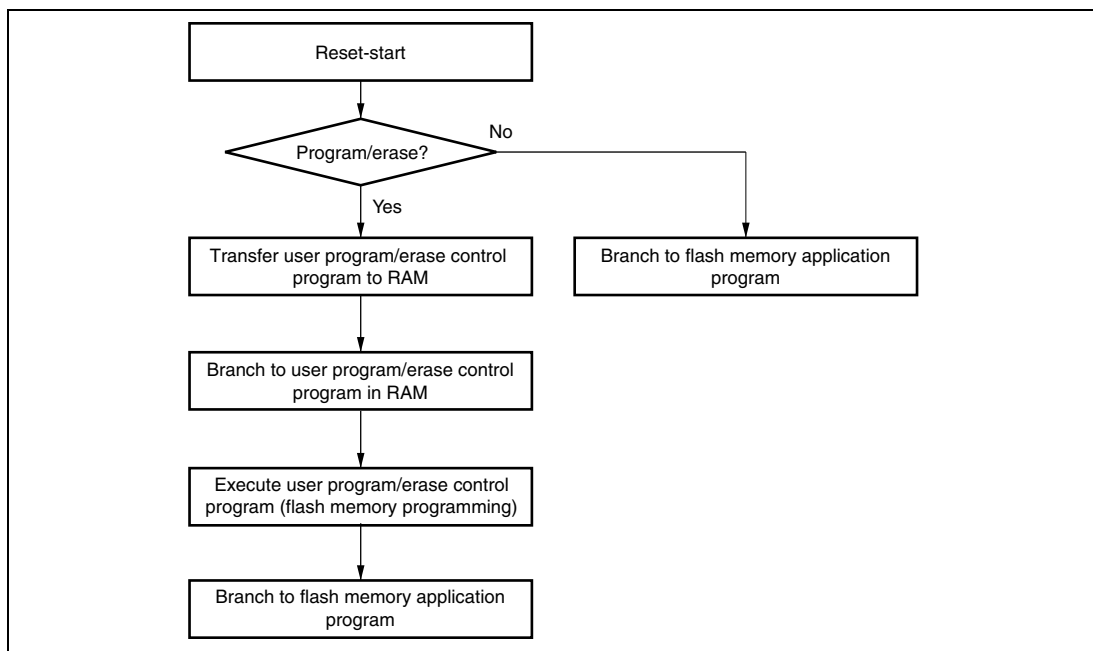 Reset-start
Program/erase?
No
Yes
Transfer user program/erase control
program to RAM
Branch to flash memory application
program
Branch to user program/erase control
program in RAM
Execute user program/erase control
program (flash memory programming)
Branch to flash memory application
program